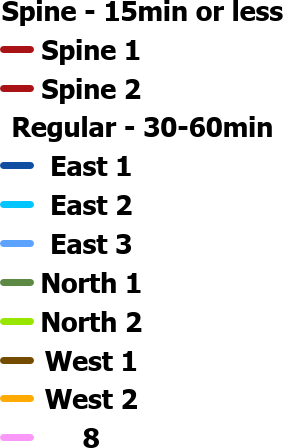 Spine - 15min or less
Spine 1
Spine 2
Regular - 30-60min
East 1
East 2
East 3
North 1
North 2
West 1
West 2
8